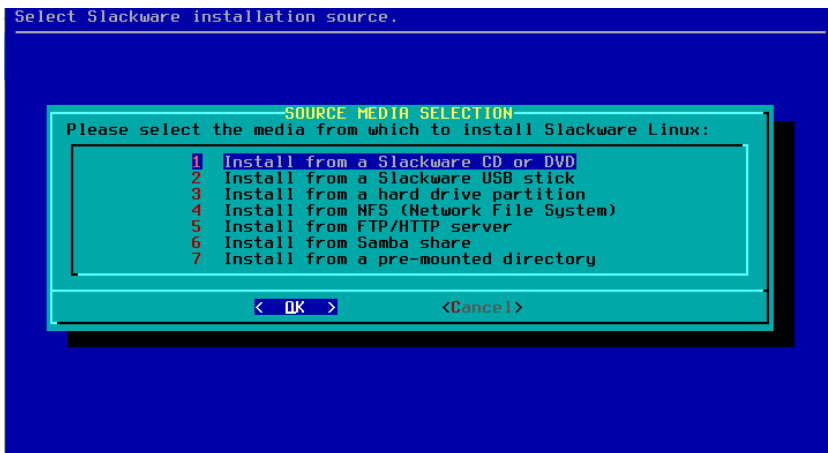 Select Slackware installation source.
SOURCE MEDIA SELECTION
Please select the media from which to install Slackware Linux:
1 Install from a Slackware CD or DVD
2 Install from a Slackware USB stick
3 Install from a hard drive partition
4 Install from NFS (Network File System)
5 Install from FTP/HTTP server
6 Install from Samba share
7 Install from a pre-mounted directory
< OK > <Cancel>